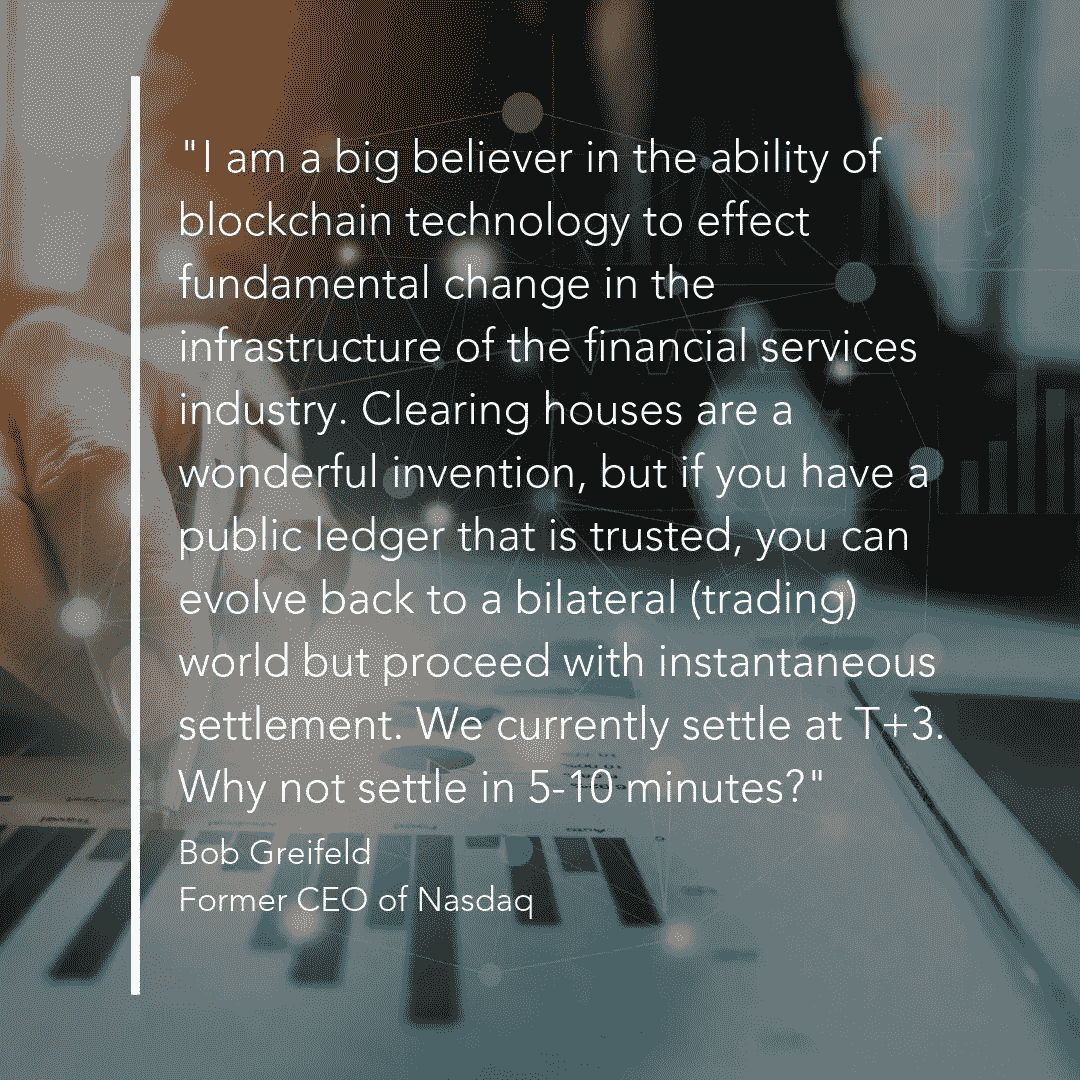 "I am a big believer in the ability of
blockchain technology to effect
fundamental change in the
infrastructure of the financial services
industry. Clearing houses are a
wonderful invention, but if you have a
public ledger that is trusted, you can
evolve back to a bilateral (trading)
world but proceed with instantaneous
settlement. We currently settle at T+3.
Why not settle in 5-10 minutes?"
Bob Greifeld
Former CEO of Nasdaq